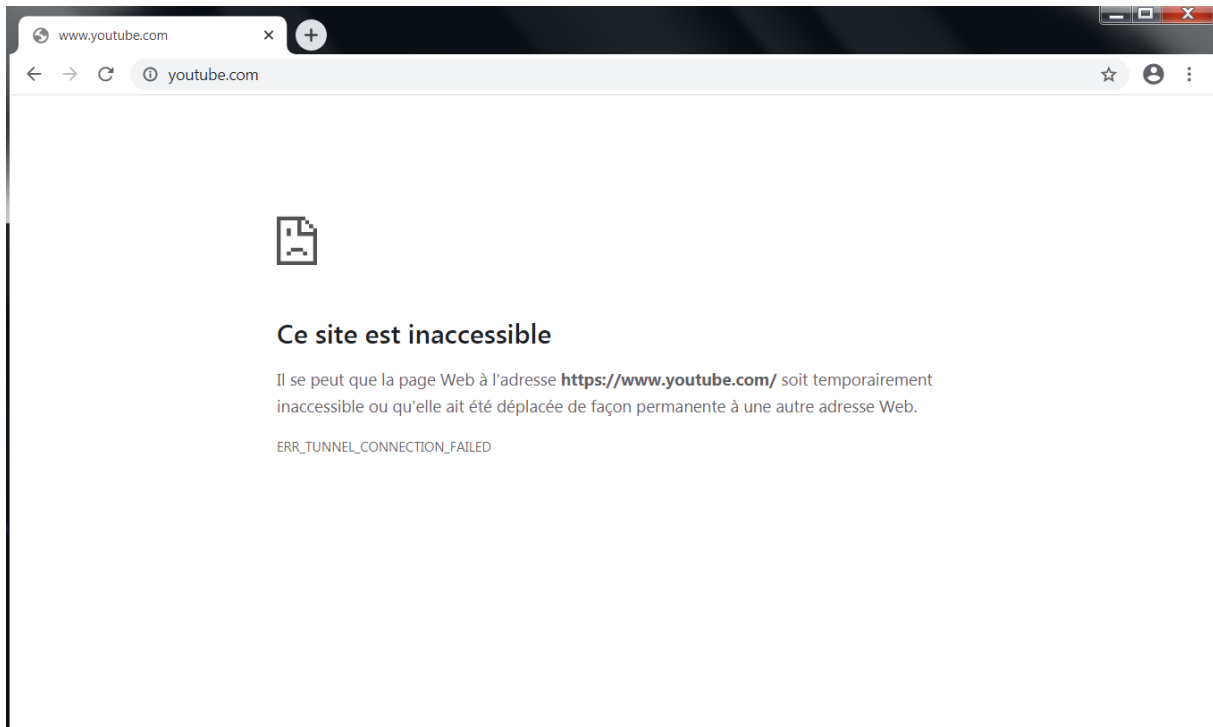 www.youtube.com
youtube.com
Ce site est inaccessible
Il se peut que la page Web à l'adresse https://www.youtube.com/ soit temporairement
inaccessible ou qu'elle ait été déplacée de façon permanente à une autre adresse Web.
ERR_TUNNEL_CONNECTION_FAILED